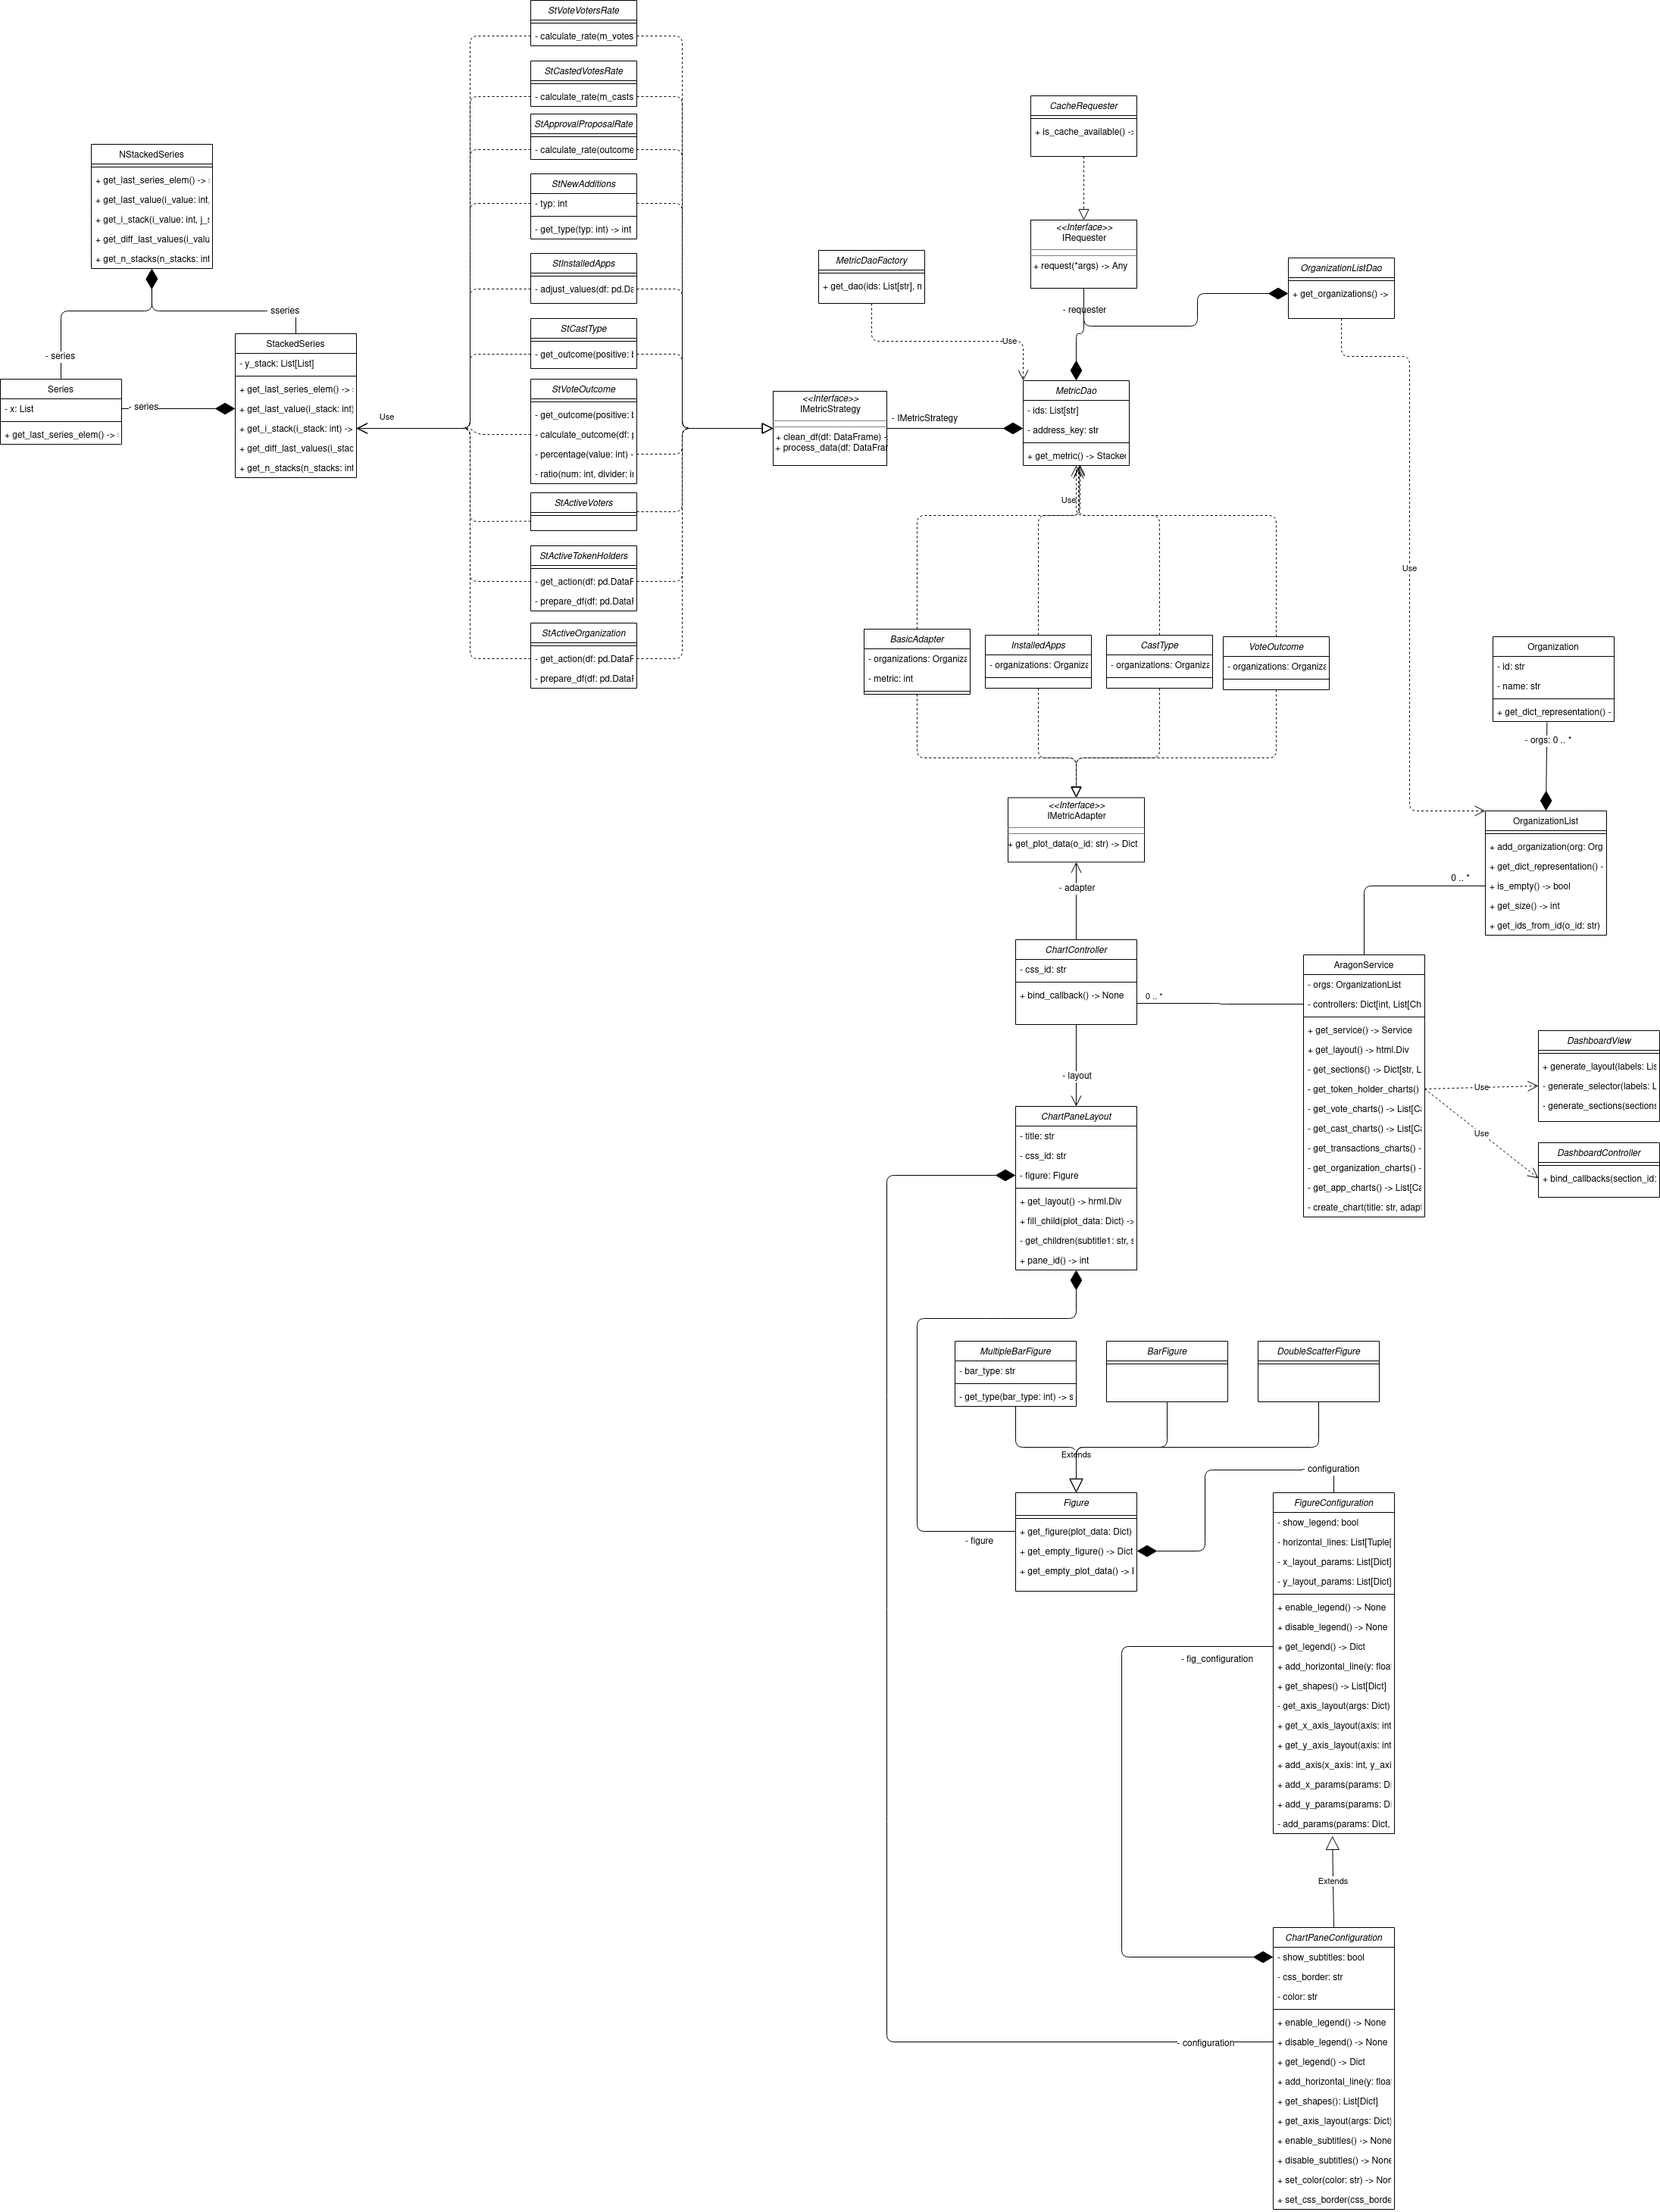 StVoteVotersRate
- calculate_rate(m_votes
StCastedVotesRate
- calculate_rate(m_casts
StApprovalProposalRate
- calculate_rate(outcome
StNewAdditions
- typ: int
- get_type(typ: int) -> int
StInstalledApps
- adjust_values(df: pd.Da
StCastType
- get_outcome(positive: b
StVoteOutcome
- get_outcome(positive: b
- calculate_outcome(df: p
- percentage(value: int) -
- ratio(num: int, divider: in
StActiveVoters
StActiveTokenHolders
- get_action(df: pd.DataF
- prepare_df(df: pd.DataF
StActiveOrganization
- get_action(df: pd.DataF
- prepare_df(df: pd.DataF
NStackedSeries
+ get_last_series_elem() -> :
+ get_last_value(i_value: int,
+ get_i_stack(i_value: int, j_s
+ get_diff_last_values(i_valu
+ get_n_stacks(n_stacks: int
- sseries
- series
StackedSeries
- y_stack: List[List]
+ get_last_series_elem() -> :
+ get_last_value(i_stack: int)
+ get_i_stack(i_stack: int) ->
+ get_diff_last_values(i_stac
+ get_n_stacks(n_stacks: int
Series
- x: List
+ get_last_series_elem() -> :
- series
Use
CacheRequester
+ is_cache_available() ->
<<Interface>>
IRequester
+ request(*args) -> Any
- requester
MetricDaoFactory
+ get_dao(ids: List[str], n
Use
OrganizationListDao
+ get_organizations() ->
Use
<<Interface>>
IMetricStrategy
+ clean_df(df: DataFrame) -
+ process_data(df: DataFrar
- IMetricStrategy
MetricDao
- ids: List[str]
- address_key: str
+ get_metric() -> Stacked
Use
BasicAdapter
- organizations: Organiza
- metric: int
InstalledApps
- organizations: Organiza
CastType
- organizations: Organiza
VoteOutcome
- organizations: Organiza
<<Interface>>
IMetricAdapter
+ get_plot_data(o_id: str) -> Dict
- adapter
Organization
- id: str
- name: str
+ get_dict_representation() -
- orgs: 0 .. *
OrganizationList
+ add_organization(org: Org
+ get_dict_representation() -
+ is_empty() -> bool
+ get_size() -> int
+ get_ids_from_id(o_id: str)
0 .. *
ChartController
- css_id: str
+ bind_callback() -> None
0 .. *
- layout
AragonService
- orgs: OrganizationList
- controllers: Dict[int, List[Ch
+ get_service() -> Service
+ get_layout() -> html.Div
- get_sections() -> Dict[str, L
- get_token_holder_charts()
- get_vote_charts() -> List[Ca
- get_cast_charts() -> List[Ca
- get_transactions_charts() -
- get_organization_charts() -
- get_app_charts() -> List[Ca
- create_chart(title: str, adap
Use
Use
DashboardView
+ generate_layout(labels: Lis
- generate_selector(labels: L
- generate_sections(sections
DashboardController
+ bind_callbacks(section_id:
ChartPaneLayout
- title: str
- css_id: str
- figure: Figure
+ get_layout() -> hrml.Div
+ fill_child(plot_data: Dict) ->
- get_children(subtitle1: str, s
+ pane_id() -> int
MultipleBarFigure
- bar_type: str
- get_type(bar_type: int) -> s
BarFigure
DoubleScatterFigure
Extends
Figure
+ get_figure(plot_data: Dict)
+ get_empty_figure() -> Dict
+ get_empty_plot_data() -> I
- figure
- configuration
FigureConfiguration
- show_legend: bool
- horizontal_lines: List[Tuple[
- x_layout_params: List[Dict]
- y_layout_params: List[Dict]
+ enable_legend() -> None
+ disable_legend() -> None
+ get_legend() -> Dict
+ add_horizontal_line(y: floa
+ get_shapes() -> List[Dict]
- get_axis_layout(args: Dict)
+ get_x_axis_layout(axis: int
+ get_y_axis_layout(axis: int
+ add_axis(x_axis: int, y_axi
+ add_x_params(params: Di
+ add_y_params(params: Di
- add_params(params: Dict,
- fig_configuration
Extends
ChartPaneConfiguration
- show_subtitles: bool
- css_border: str
- color: str
+ enable_legend() -> None
+ disable_legend() -> None
+ get_legend() -> Dict
+ add_horizontal_line(y: floa
+ get_shapes(): List[Dict]
+ get_axis_layout(args: Dict)
+ enable_subtitles() -> None
+ disable_subtitles() -> None
+ set_color(color: str) -> Nor
+ set_css_border(css_borde
- configuration